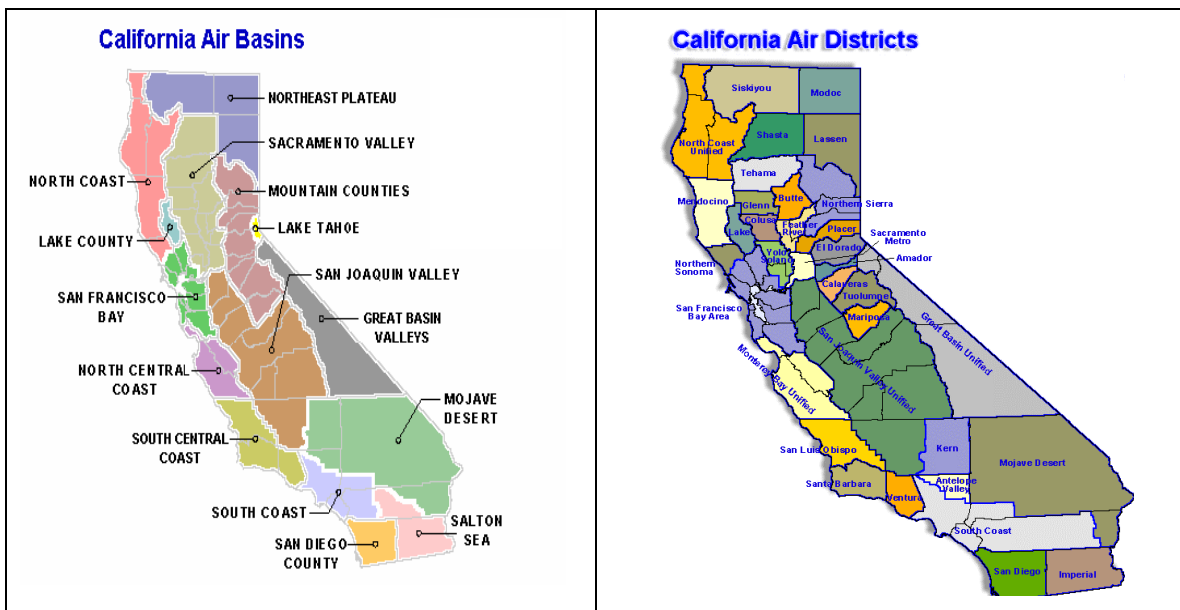 California Air Basins
NORTHEAST PLATEAU
SACRAMENTO VALLEY
NORTH COAST
MOUNTAIN COUNTIES
LAKE TAHOE
LAKE COUNTY
SAN JOAQUIN VALLEY
SAN FRANCISCO
BAY
GREAT BASIN
VALLEYS
NORTH CENTRAL
COAST
MOJAVE
DESERT
SOUTH CENTRAL
COAST
SOUTH COAST
SALTON
SEA
SAN DIEGO
COUNTY
California Air Districts
Siskiyou
Modoc
North Coast
Unified
Shasta
Lassen
Tehama
Mendocino
Glenn
Butte
Northern Sierra
Colusa
Feather
River
Lake
Placer
Sacramento
Metro
El Dorado
Yolo
Solano
Amador
Northern
Sonoma
Calaveras
Tuolumne
San Francisco
Bay Area
Mariposa
Great Basin Unified
San Joaquin Valley Unified
Monterey Bay Unified
San Luis Obispo
Kern
Mojave Desert
Santa Barbara
Ventura
Antelope
Valley
South Coast
San Diego
Imperial